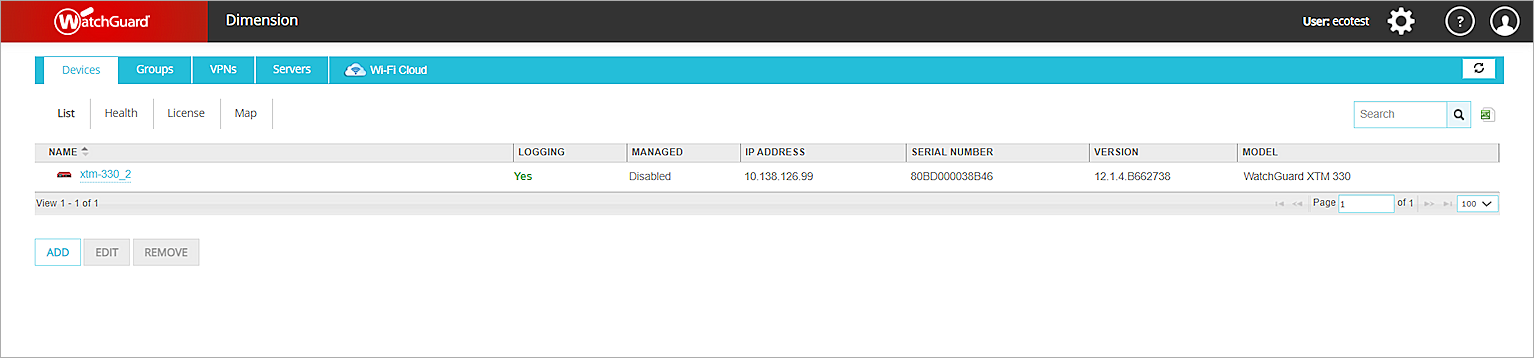 WatchGuard Dimension User: ecotest ?
Devices Groups VPNs Servers Wi-Fi Cloud
List Health License Map Search
NAME LOGGING MANAGED IP ADDRESS SERIAL NUMBER VERSION MODEL
xtm-330_2 Yes Disabled 10.138.126.99 80BD000038B46 12.1.4.B662738 WatchGuard XTM 330
View 1 - 1 of 1 Page 1 of 1 100
ADD EDIT REMOVE